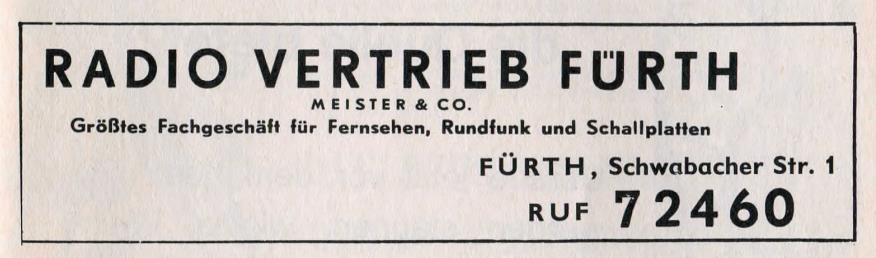 RADIO VERTRIEB FÜRTH
MEISTER & CO.
Größtes Fachgeschäft für Fernsehen, Rundfunk und Schallplatten
FÜRTH, Schwabacher Str. 1
RUF 72460